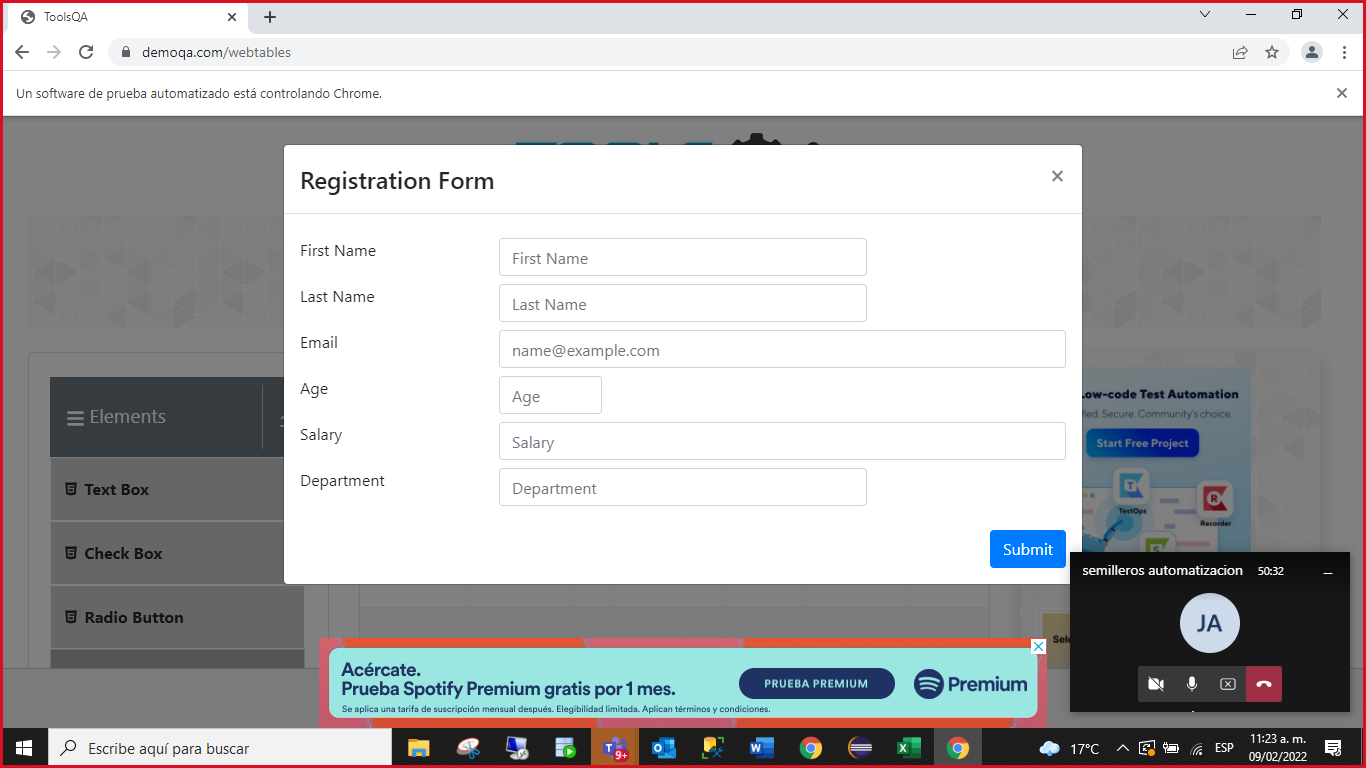 ToolsQA
demoqa.com/webtables
Un software de prueba automatizado está controlando Chrome.
Registration Form
First Name
First Name
Last Name
Last Name
Email
name@example.com
Age
Age
Salary
Salary
Department
Department
Submit
Elements
Text Box
Check Box
Radio Button
Low-code Test Automation
Community's choice.
Secure.
Start Free Project
TestOps
Recorder
semilleros automatizacion 50:32
JA
Acércate.
Prueba Spotify Premium gratis por 1 mes.
Se aplica una tarifa de suscripción mensual después. Elegibilidad limitada. Aplican términos y condiciones.
PRUEBA PREMIUM
Premium
Escribe aquí para buscar
9+
17°C
ESP
11:23 a. m.
09/02/2022